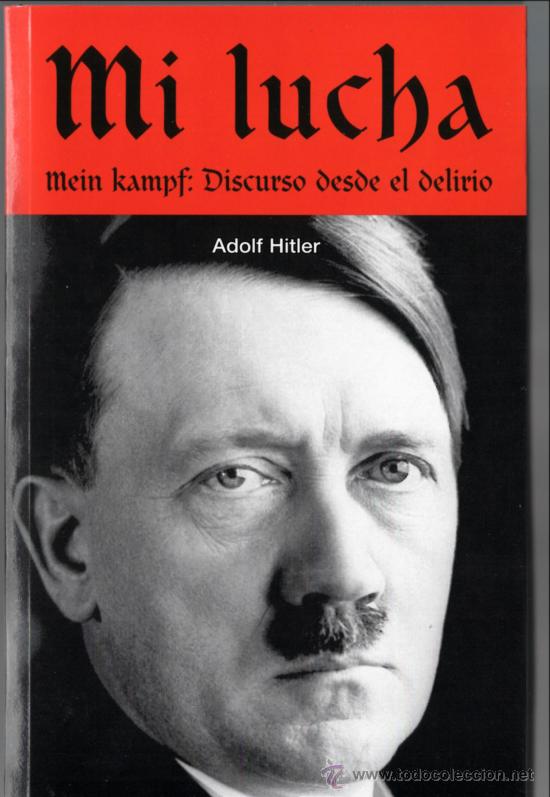 Mi lucha
Mein kampf: Discurso desde el delirio
Adolf Hitler
www.todocoleccion.net